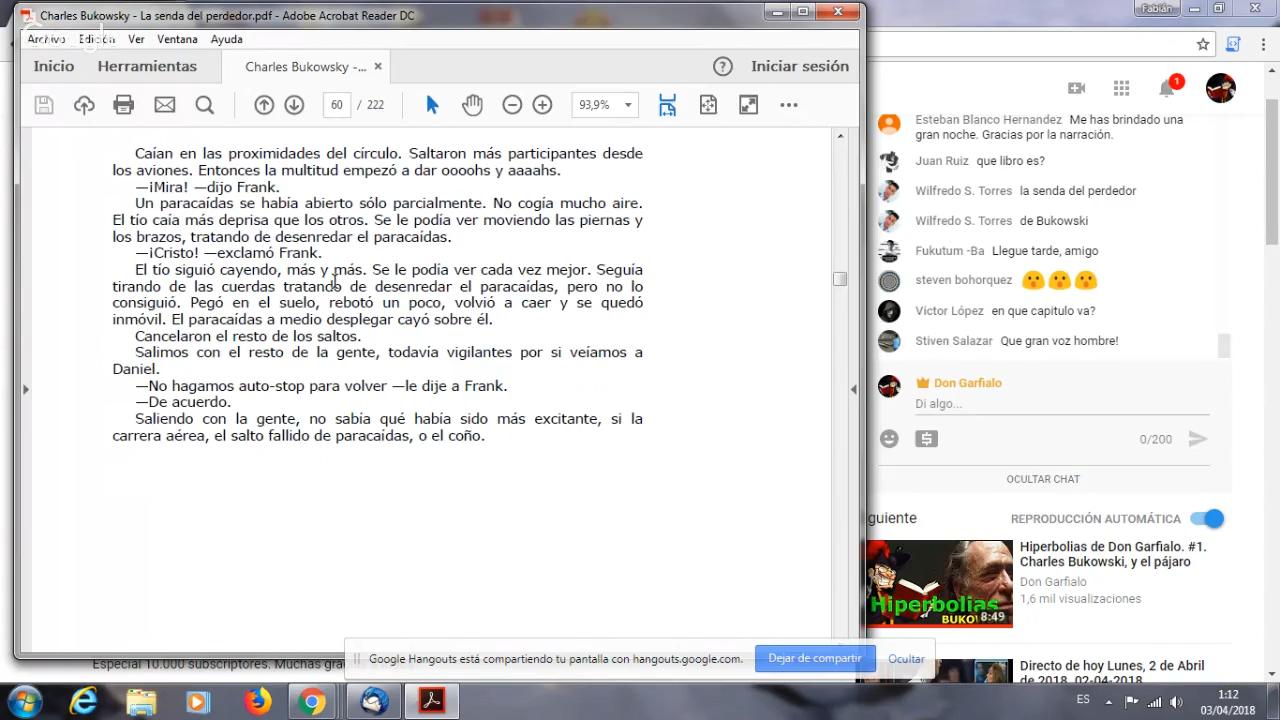 Charles Bukowsky - La senda del perdedor.pdf - Adobe Acrobat Reader DC
Fabián
Archivo Edición Ver Ventana Ayuda
Inicio Herramientas Charles Bukowsky -... Iniciar sesión
60 / 222 93,9%
Caían en las proximidades del círculo. Saltaron más participantes desde
los aviones. Entonces la multitud empezó a dar oooohs y aaaahs.
—¡Mira! —dijo Frank.
Un paracaídas se había abierto sólo parcialmente. No cogía mucho aire.
El tío caía más deprisa que los otros. Se le podía ver moviendo las piernas y
los brazos, tratando de desenredar el paracaídas.
—¡Cristo! —exclamó Frank.
El tío siguió cayendo, más y más. Se le podía ver cada vez mejor. Seguía
tirando de las cuerdas tratando de desenredar el paracaídas, pero no lo
consiguió. Pegó en el suelo, rebotó un poco, volvió a caer y se quedó
inmóvil. El paracaídas a medio desplegar cayó sobre él.
Cancelaron el resto de los saltos.
Salimos con el resto de la gente, todavía vigilantes por si veíamos a
Daniel.
—No hagamos auto-stop para volver —le dije a Frank.
—De acuerdo.
Saliendo con la gente, no sabía qué había sido más excitante, si la
carrera aérea, el salto fallido de paracaídas, o el coño.
1
Esteban Blanco Hernandez Me has brindado una
gran noche. Gracias por la narración.
Juan Ruiz que libro es?
Wilfredo S. Torres la senda del perdedor
Wilfredo S. Torres de Bukowski
Fukutum -Ba Llegue tarde, amigo
steven bohorquez
Víctor López en que capitulo va?
Stiven Salazar Que gran voz hombre!
Don Garfialo
Di algo...
0/200
OCULTAR CHAT
guiente REPRODUCCIÓN AUTOMÁTICA
Hiperbolias
BUKO
8:49
Hiperbolias de Don Garfialo. #1.
Charles Bukowski, y el pájaro
Don Garfialo
1,6 mil visualizaciones
Directo de hoy Lunes, 2 de Abril
de 2018. 02-04-2018
Especial 10.000 suscriptores. Muchas
Google Hangouts está compartiendo tu pantalla con hangouts.google.com. Dejar de compartir Ocultar
ES
1:12
03/04/2018